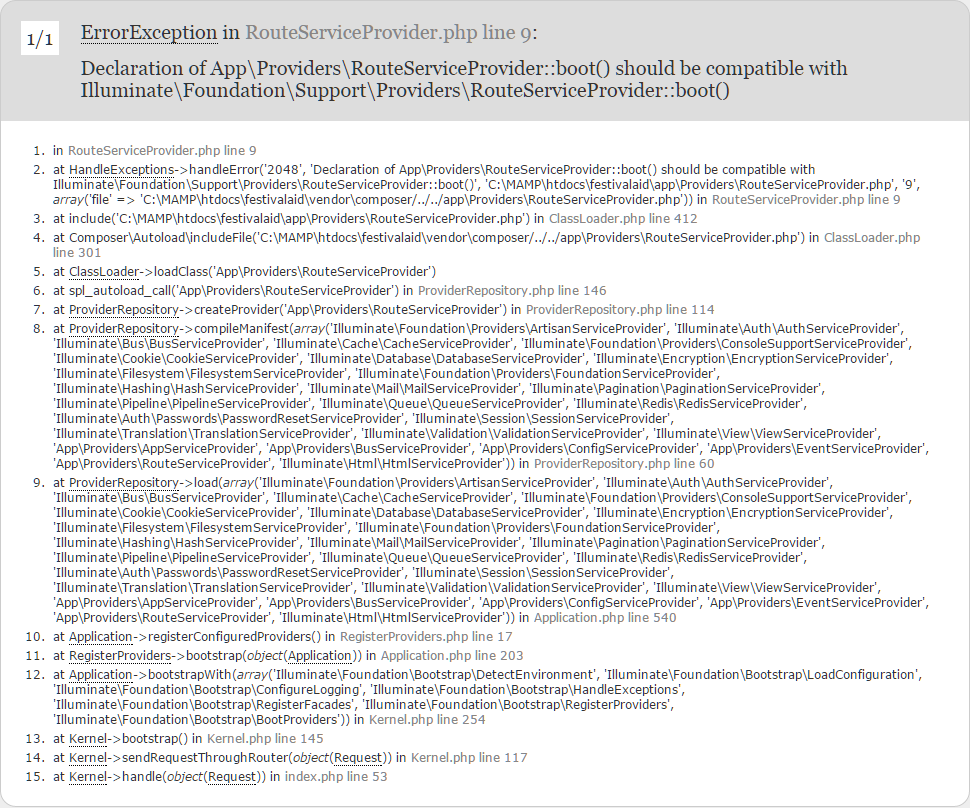 1/1
ErrorException in RouteServiceProvider.php line 9:
Declaration of App\Providers\RouteServiceProvider::boot() should be compatible with
Illuminate\Foundation\Support\Providers\RouteServiceProvider::boot()
1. in RouteServiceProvider.php line 9
2. at HandleExceptions->handleError('2048', 'Declaration of App\Providers\RouteServiceProvider::boot() should be compatible with
Illuminate\Foundation\Support\Providers\RouteServiceProvider::boot()', 'C:\MAMP\htdocs\festivalaid\app\Providers\RouteServiceProvider.php', '9',
array('file' => 'C:\MAMP\htdocs\festivalaid\vendor\composer/../../app\Providers\RouteServiceProvider.php')) in RouteServiceProvider.php line 9
3. at include('C:\MAMP\htdocs\festivalaid\app\Providers\RouteServiceProvider.php') in ClassLoader.php line 412
4. at Composer\Autoload\includeFile('C:\MAMP\htdocs\festivalaid\vendor\composer/../../app\Providers\RouteServiceProvider.php') in ClassLoader.php
line 301
5. at ClassLoader->loadClass('App\Providers\RouteServiceProvider')
6. at spl_autoload_call('App\Providers\RouteServiceProvider') in ProviderRepository.php line 146
7. at ProviderRepository->createProvider('App\Providers\RouteServiceProvider') in ProviderRepository.php line 114
8. at ProviderRepository->compileManifest(array('Illuminate\Foundation\Providers\ArtisanServiceProvider', 'Illuminate\Auth\AuthServiceProvider',
'Illuminate\Bus\BusServiceProvider', 'Illuminate\Cache\CacheServiceProvider', 'Illuminate\Foundation\Providers\ConsoleSupportServiceProvider',
'Illuminate\Cookie\CookieServiceProvider', 'Illuminate\Database\DatabaseServiceProvider', 'Illuminate\Encryption\EncryptionServiceProvider',
'Illuminate\Filesystem\FilesystemServiceProvider', 'Illuminate\Foundation\Providers\FoundationServiceProvider',
'Illuminate\Hashing\HashServiceProvider', 'Illuminate\Mail\MailServiceProvider', 'Illuminate\Pagination\PaginationServiceProvider',
'Illuminate\Pipeline\PipelineServiceProvider', 'Illuminate\Queue\QueueServiceProvider', 'Illuminate\Redis\RedisServiceProvider',
'Illuminate\Auth\Passwords\PasswordResetServiceProvider', 'Illuminate\Session\SessionServiceProvider',
'Illuminate\Translation\TranslationServiceProvider', 'Illuminate\Validation\ValidationServiceProvider', 'Illuminate\View\ViewServiceProvider',
'App\Providers\AppServiceProvider', 'App\Providers\BusServiceProvider', 'App\Providers\ConfigServiceProvider', 'App\Providers\EventServiceProvider',
'App\Providers\RouteServiceProvider', 'Illuminate\Html\HtmlServiceProvider')) in ProviderRepository.php line 60
9. at ProviderRepository->load(array('Illuminate\Foundation\Providers\ArtisanServiceProvider', 'Illuminate\Auth\AuthServiceProvider',
'Illuminate\Bus\BusServiceProvider', 'Illuminate\Cache\CacheServiceProvider', 'Illuminate\Foundation\Providers\ConsoleSupportServiceProvider',
'Illuminate\Cookie\CookieServiceProvider', 'Illuminate\Database\DatabaseServiceProvider', 'Illuminate\Encryption\EncryptionServiceProvider',
'Illuminate\Filesystem\FilesystemServiceProvider', 'Illuminate\Foundation\Providers\FoundationServiceProvider',
'Illuminate\Hashing\HashServiceProvider', 'Illuminate\Mail\MailServiceProvider', 'Illuminate\Pagination\PaginationServiceProvider',
'Illuminate\Pipeline\PipelineServiceProvider', 'Illuminate\Queue\QueueServiceProvider', 'Illuminate\Redis\RedisServiceProvider',
'Illuminate\Auth\Passwords\PasswordResetServiceProvider', 'Illuminate\Session\SessionServiceProvider',
'Illuminate\Translation\TranslationServiceProvider', 'Illuminate\Validation\ValidationServiceProvider', 'Illuminate\View\ViewServiceProvider',
'App\Providers\AppServiceProvider', 'App\Providers\BusServiceProvider', 'App\Providers\ConfigServiceProvider', 'App\Providers\EventServiceProvider',
'App\Providers\RouteServiceProvider', 'Illuminate\Html\HtmlServiceProvider')) in Application.php line 540
10. at Application->registerConfiguredProviders() in RegisterProviders.php line 17
11. at RegisterProviders->bootstrap(object(Application)) in Application.php line 203
12. at Application->bootstrapWith(array('Illuminate\Foundation\Bootstrap\DetectEnvironment', 'Illuminate\Foundation\Bootstrap\LoadConfiguration',
'Illuminate\Foundation\Bootstrap\ConfigureLogging', 'Illuminate\Foundation\Bootstrap\HandleExceptions',
'Illuminate\Foundation\Bootstrap\RegisterFacades', 'Illuminate\Foundation\Bootstrap\RegisterProviders',
'Illuminate\Foundation\Bootstrap\BootProviders')) in Kernel.php line 254
13. at Kernel->bootstrap() in Kernel.php line 145
14. at Kernel->sendRequestThroughRouter(object(Request)) in Kernel.php line 117
15. at Kernel->handle(object(Request)) in index.php line 53